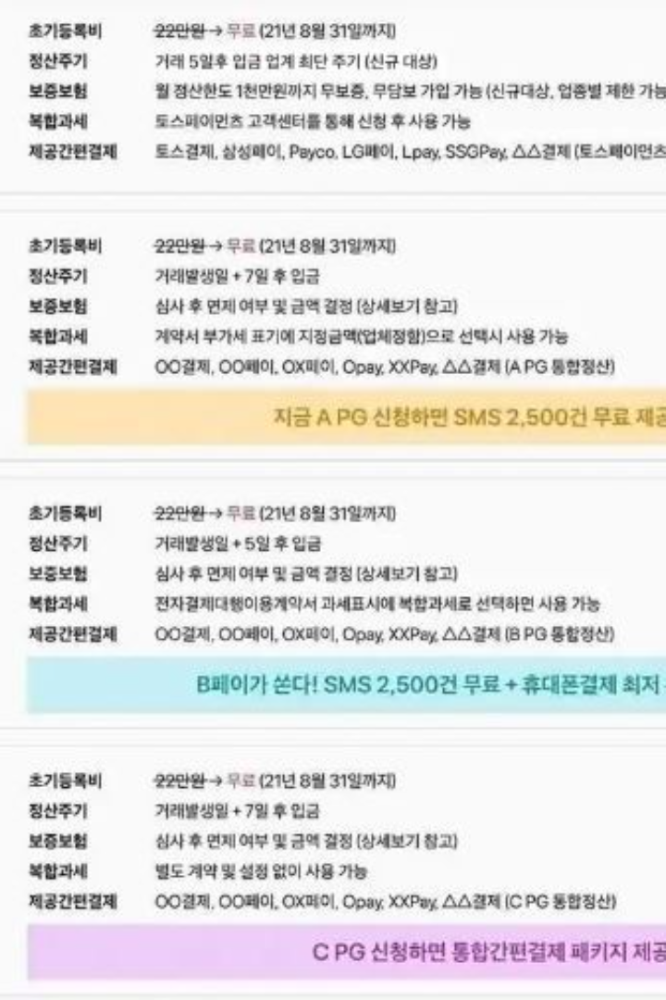 초기등록비 22만원 → 무료 (21년 8월 31일까지)
정산주기 거래 5일후 입금 업계 최단 주기 (신규 대상)
보증보험 월 정산한도 1천만원까지 무보증, 무담보 가입 가능 (신규대상, 업종별 제한 가능
복합과세 토스페이먼츠 고객센터를 통해 신청 후 사용 가능
제공간편결제 토스결제, 삼성페이, Payco, LG페이, Lpay, SSGPay, △△결제 (토스페이먼츠
초기등록비 22만원 → 무료 (21년 8월 31일까지)
정산주기 거래발생일 + 7일 후 입금
보증보험 심사 후 면제 여부 및 금액 결정 (상세보기 참고)
복합과세 계약서 부가세 표기에 지정금액(업체정함)으로 선택시 사용 가능
제공간편결제 OO결제, OO페이, OX페이, Opay, XXPay, △△결제 (A PG 통합정산)
지금 A PG 신청하면 SMS 2,500건 무료 제공
초기등록비 22만원 → 무료 (21년 8월 31일까지)
정산주기 거래발생일 + 5일 후 입금
보증보험 심사 후 면제 여부 및 금액 결정 (상세보기 참고)
복합과세 전자결제대행이용계약서 과세표시에 복합과세로 선택하면 사용 가능
제공간편결제 OO결제, OO페이, OX페이, Opay, XXPay, △△결제 (B PG 통합정산)
B페이가 쏜다! SMS 2,500건 무료 + 휴대폰결제 최저
초기등록비 22만원 → 무료 (21년 8월 31일까지)
정산주기 거래발생일 + 7일 후 입금
보증보험 심사 후 면제 여부 및 금액 결정 (상세보기 참고)
복합과세 별도 계약 및 설정 없이 사용 가능
제공간편결제 OO결제, OO페이, OX페이, Opay, XXPay, △△결제 (C PG 통합정산)
C PG 신청하면 통합간편결제 패키지 제공